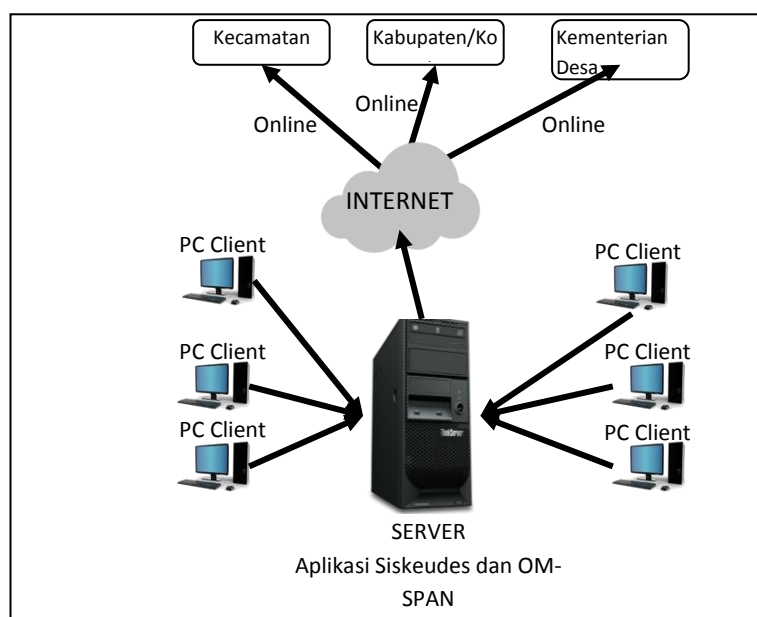 Kecamatan
Kabupaten/Ko
Kementerian
Desa
Online
Online
Online
INTERNET
PC Client
PC Client
PC Client
PC Client
PC Client
PC Client
ThinkServer
SERVER
Aplikasi Siskeudes dan OM-
SPAN